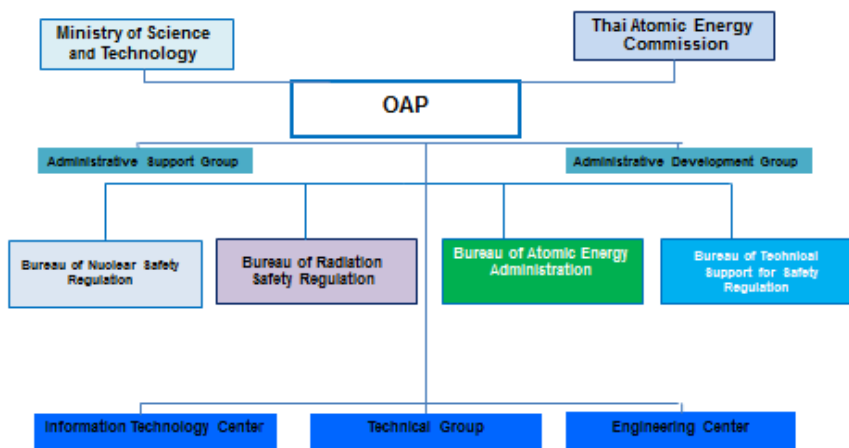 Ministry of Science
and Technology
Thai Atomic Energy
Commission
OAP
Administrative Support Group
Administrative Development Group
Bureau of Nuclear Safety
Regulation
Bureau of Radiation
Safety Regulation
Bureau of Atomic Energy
Administration
Bureau of Technical
Support for Safety
Regulation
Information Technology Center
Technical Group
Engineering Center